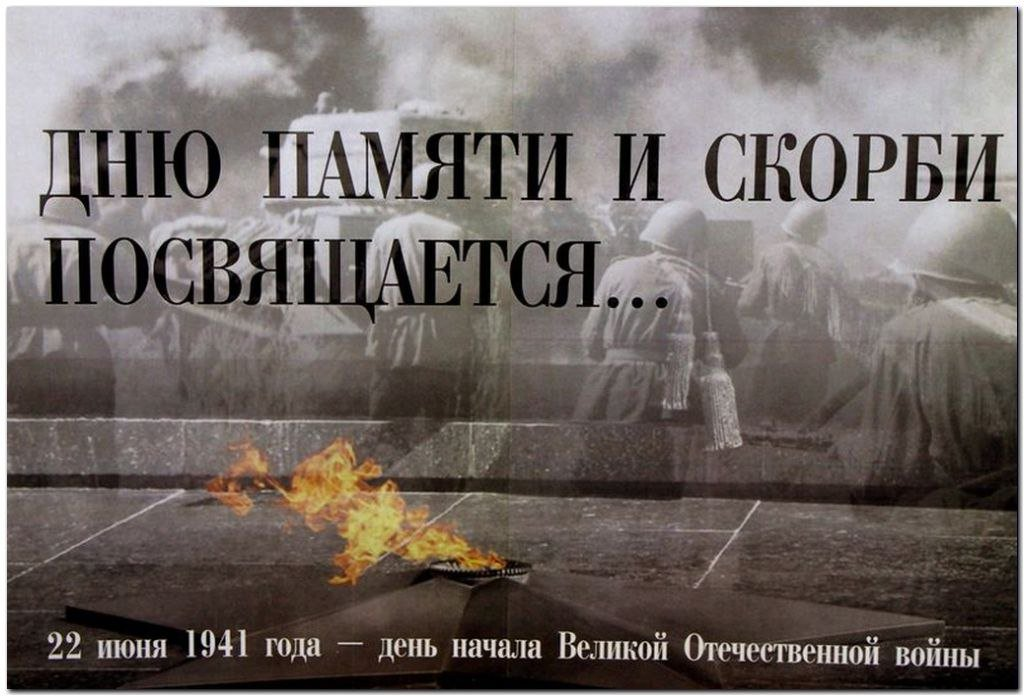 ДНЮ ПАМЯТИ И СКОРБИ
ПОСВЯЩАЕТСЯ...
22 июня 1941 года — день начала Великой Отечественной войны